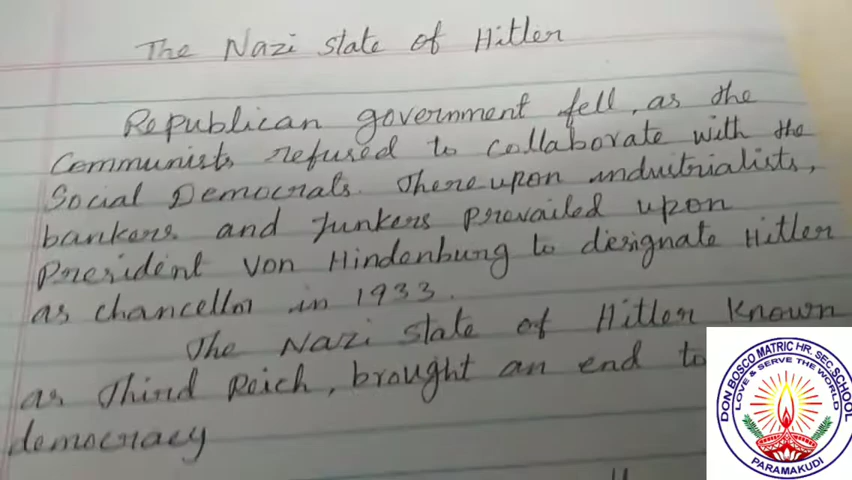 The Nazi state of Hitler
Republican government fell, as the
Communists refused to collaborate with the
Social Democrats. Thereupon industrialists,
bankers and Junkers prevailed upon
President von Hindenburg to designate Hitler
as chancellor in 1933.
The Nazi state of Hitler known
as Third Reich, brought an end to
democracy
DON BOSCO MATRIC HR. SEC SCHOOL
LOVE & SERVE THE WORLD
PARAMAKUDI